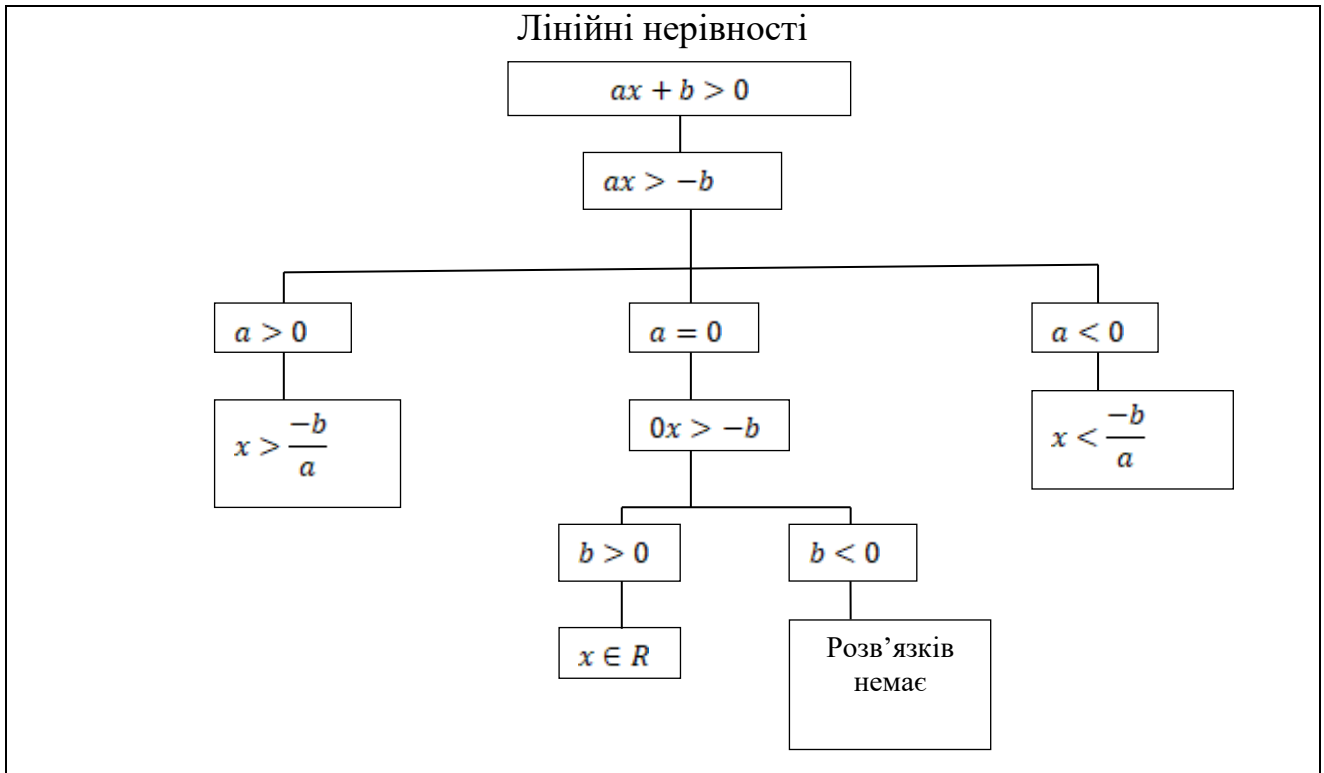 Лінійні нерівності
ax + b > 0
ax > −b
a > 0
a = 0
a < 0
x > −b/a
0x > −b
x < −b/a
b > 0
b < 0
x ∈ R
Розв’язків
немає